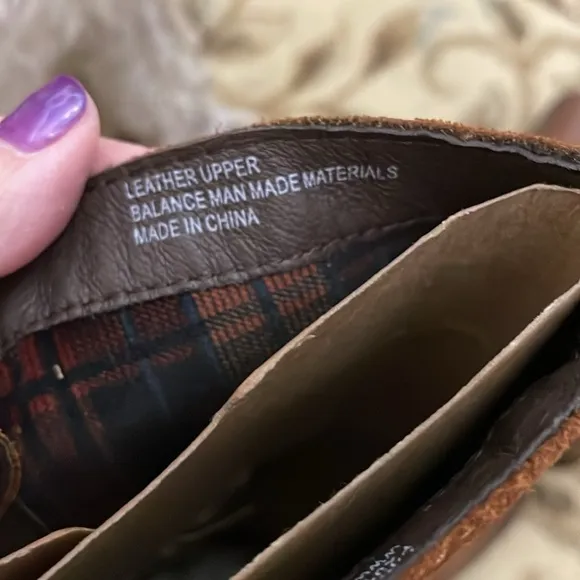 LEATHER UPPER
BALANCE MAN MADE MATERIALS
MADE IN CHINA